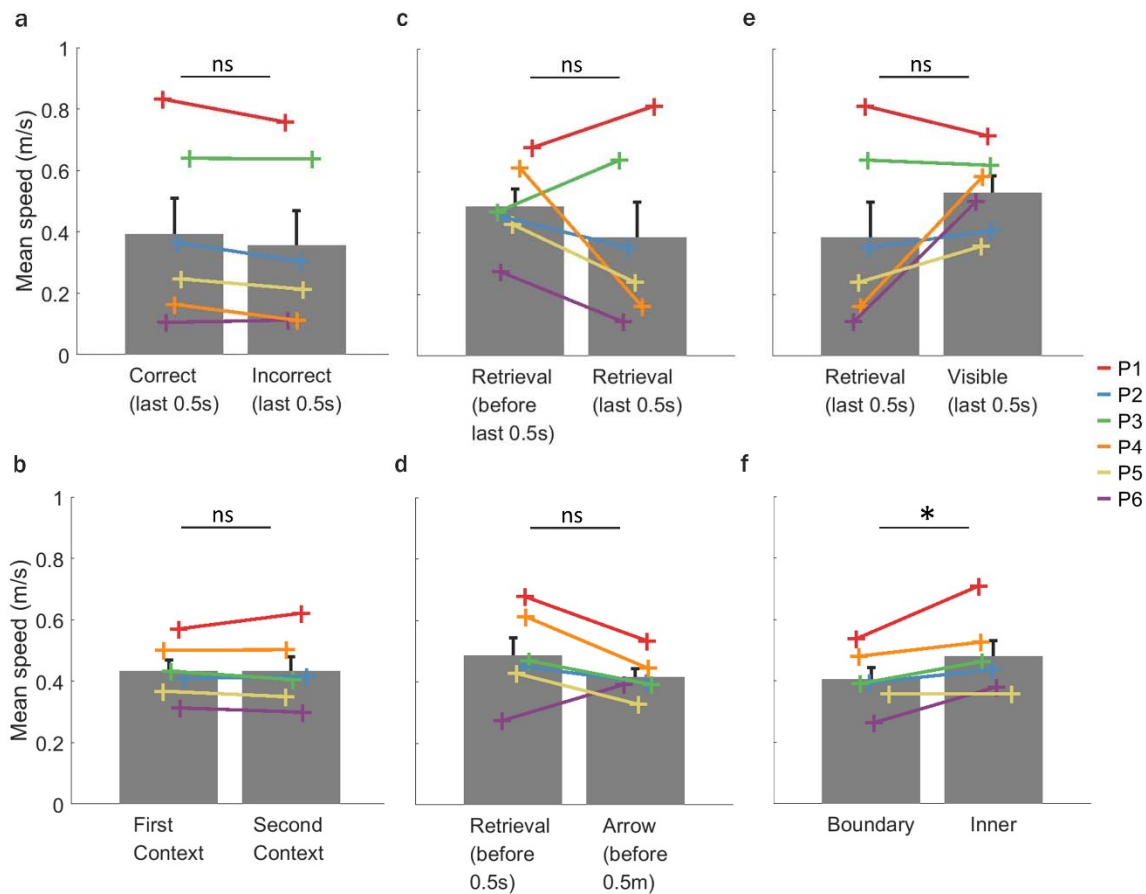 a
c
e
1
0.8
0.6
0.4
0.2
0
Mean speed (m/s)
ns
ns
ns
Correct
(last 0.5s)
Incorrect
(last 0.5s)
Retrieval
(before
last 0.5s)
Retrieval
(last 0.5s)
Retrieval
(last 0.5s)
Visible
(last 0.5s)
P1
P2
P3
P4
P5
P6
b
d
f
1
0.8
0.6
0.4
0.2
0
Mean speed (m/s)
ns
ns
*
First
Context
Second
Context
Retrieval
(before
0.5s)
Arrow
(before
0.5m)
Boundary
Inner